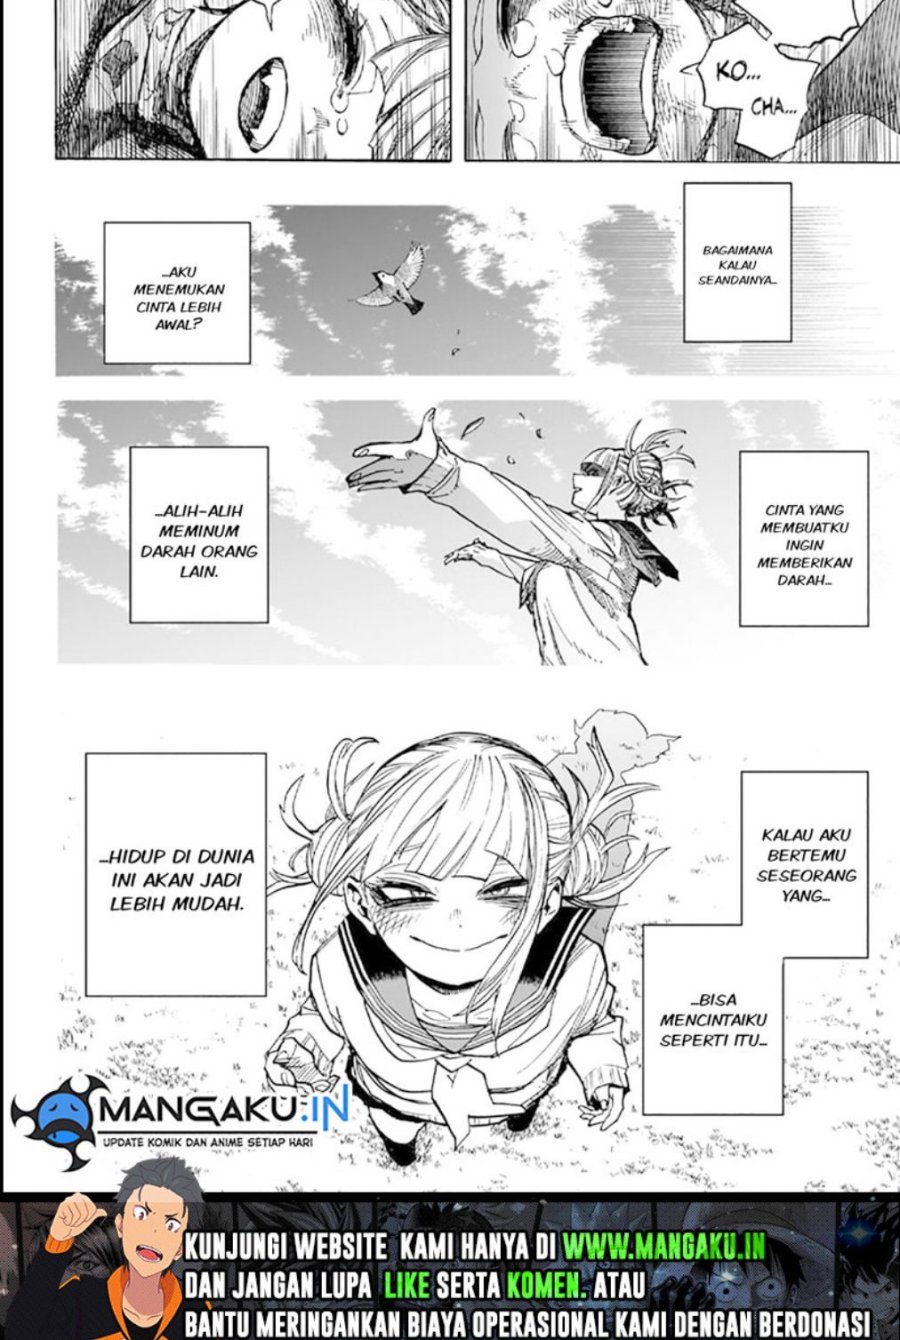 KO...
CHA...
BAGAIMANA
KALAU
SEANDAINYA...
...AKU
MENEMUKAN
CINTA LEBIH
AWAL?
CINTA YANG
MEMBUATKU
INGIN
MEMBERIKAN
DARAH...
...ALIH-ALIH
MEMINUM
DARAH ORANG
LAIN.
KALAU AKU
BERTEMU
SESEORANG
YANG...
...BISA
MENCINTAIKU
SEPERTI ITU...
...HIDUP DI DUNIA
INI AKAN JADI
LEBIH MUDAH.
MANGAKU.IN
UPDATE KOMIK DAN ANIME SETIAP HARI
KUNJUNGI WEBSITE KAMI HANYA DI WWW.MANGAKU.IN
DAN JANGAN LUPA LIKE SERTA KOMEN. ATAU
BANTU MERINGANKAN BIAYA OPERASIONAL KAMI DENGAN BERDONASI